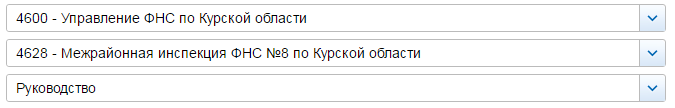 4600 - Управление ФНС по Курской области
4628 - Межрайонная инспекция ФНС №8 по Курской области
Руководство